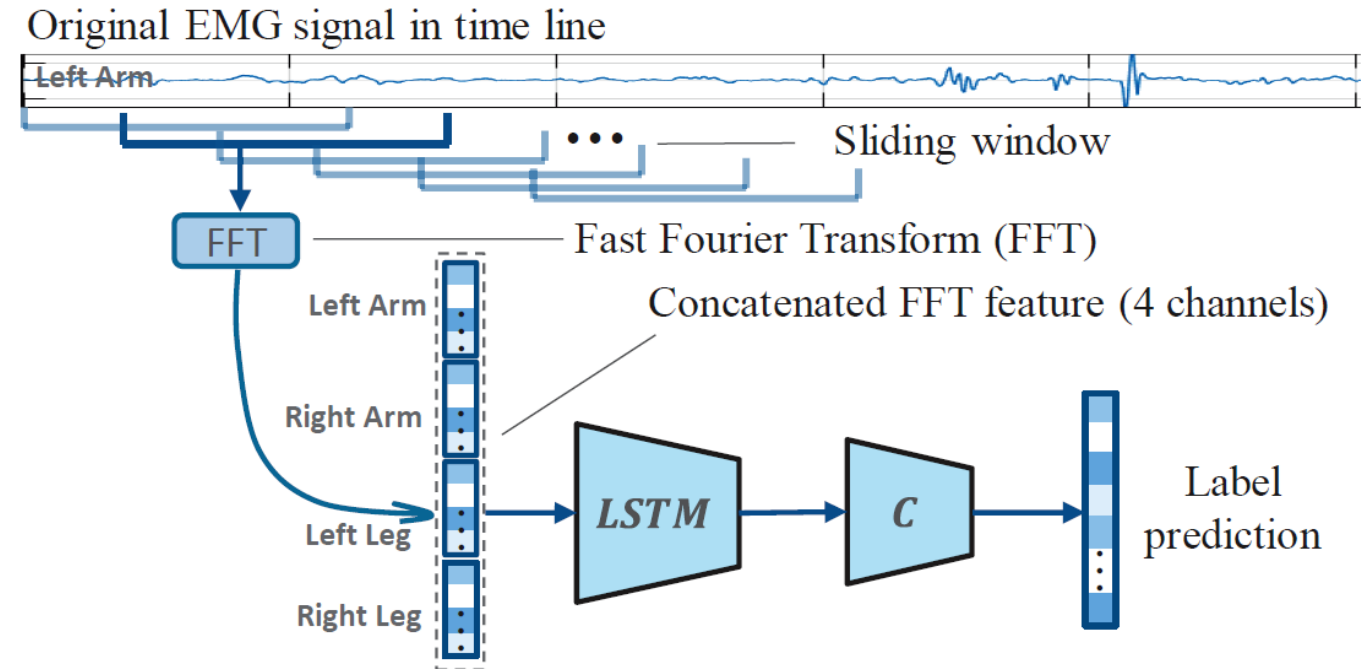 Original EMG signal in time line
Left Arm
•••
Sliding window
FFT
Fast Fourier Transform (FFT)
Left Arm
Concatenated FFT feature (4 channels)
Right Arm
LSTM
C
Label
prediction
Left Leg
Right Leg